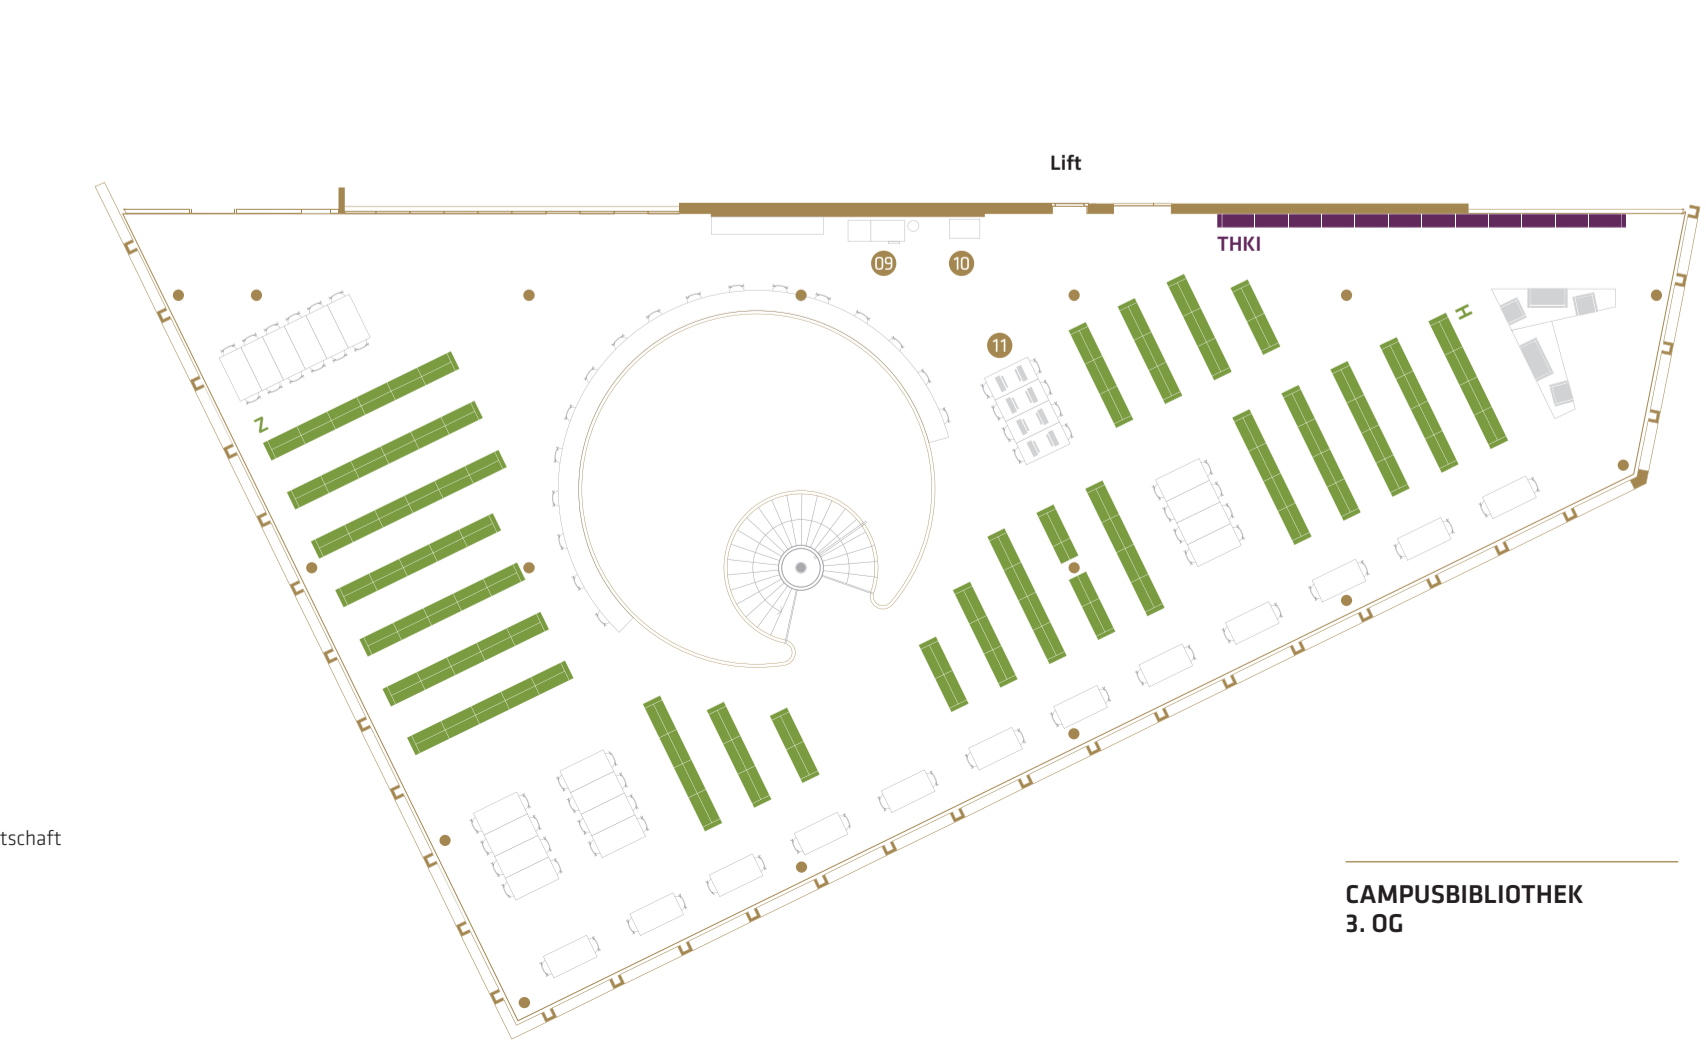 Lift
THKI
09
10
11
H
Z
tschaft
CAMPUSBIBLIOTHEK
3. OG